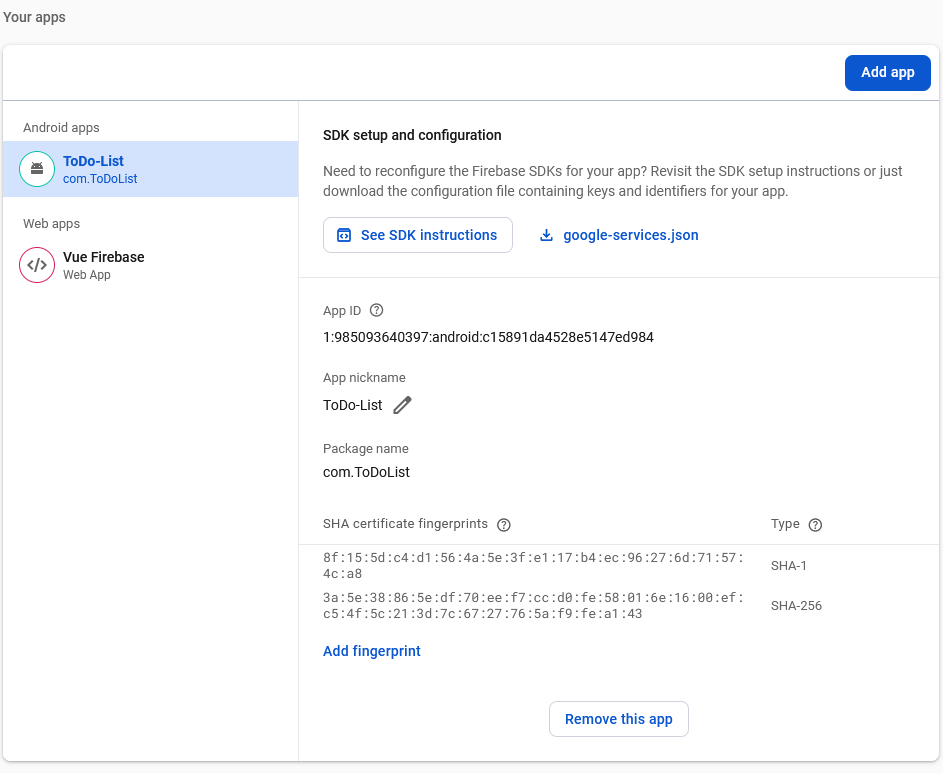 Your apps
Add app
Android apps
ToDo-List
com.ToDoList
Web apps
Vue Firebase
Web App
SDK setup and configuration
Need to reconfigure the Firebase SDKs for your app? Revisit the SDK setup instructions or just
download the configuration file containing keys and identifiers for your app.
See SDK instructions
google-services.json
App ID
1:985093640397:android:c15891da4528e5147ed984
App nickname
ToDo-List
Package name
com.ToDoList
SHA certificate fingerprints
Type
8f:15:5d:c4:d1:56:4a:5e:3f:e1:17:b4:ec:96:27:6d:71:57:
4c:a8
SHA-1
3a:5e:38:86:5e:df:70:ee:f7:cc:d0:fe:58:01:6e:16:00:ef:
c5:4f:5c:21:3d:7c:67:27:76:5a:f9:fe:a1:43
SHA-256
Add fingerprint
Remove this app